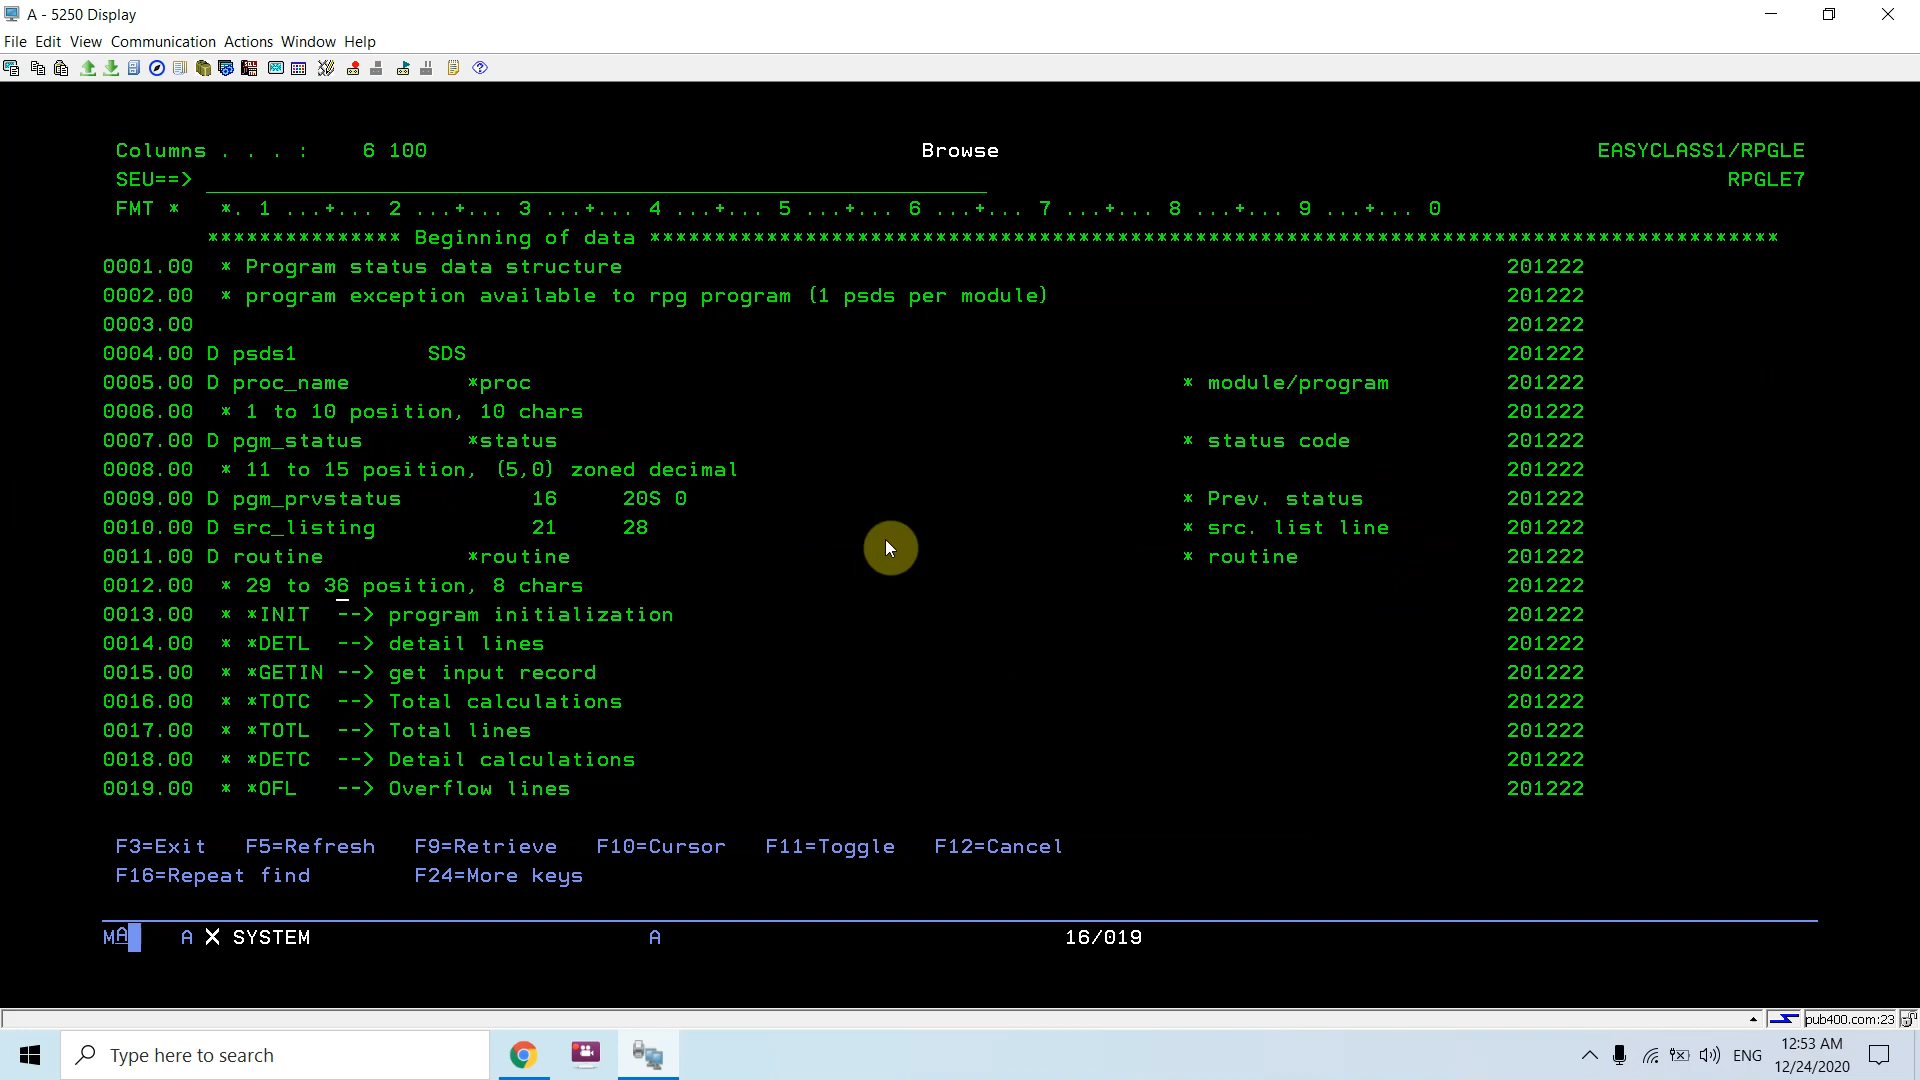 A - 5250 Display
File Edit View Communication Actions Window Help
Columns . . . :    6 100    Browse    EASYCLASS1/RPGLE
SEU==>    RPGLE7
FMT *    *. 1 ...+... 2 ...+... 3 ...+... 4 ...+... 5 ...+... 6 ...+... 7 ...+... 8 ...+... 9 ...+... 0
*************** Beginning of data ***************************************************************************************
0001.00  * Program status data structure    201222
0002.00  * program exception available to rpg program (1 psds per module)    201222
0003.00    201222
0004.00 D psds1          SDS    201222
0005.00 D proc_name         *proc    * module/program    201222
0006.00  * 1 to 10 position, 10 chars    201222
0007.00 D pgm_status        *status    * status code    201222
0008.00  * 11 to 15 position, (5,0) zoned decimal    201222
0009.00 D pgm_prvstatus          16     20S 0    * Prev. status    201222
0010.00 D src_listing            21     28    * src. list line    201222
0011.00 D routine           *routine    * routine    201222
0012.00  * 29 to 36 position, 8 chars    201222
0013.00  * *INIT  --> program initialization    201222
0014.00  * *DETL  --> detail lines    201222
0015.00  * *GETIN --> get input record    201222
0016.00  * *TOTC  --> Total calculations    201222
0017.00  * *TOTL  --> Total lines    201222
0018.00  * *DETC  --> Detail calculations    201222
0019.00  * *OFL   --> Overflow lines    201222
F3=Exit   F5=Refresh   F9=Retrieve   F10=Cursor   F11=Toggle   F12=Cancel
F16=Repeat find        F24=More keys
MA    A X SYSTEM    A    16/019
pub400.com:23
Type here to search
ENG
12:53 AM
12/24/2020